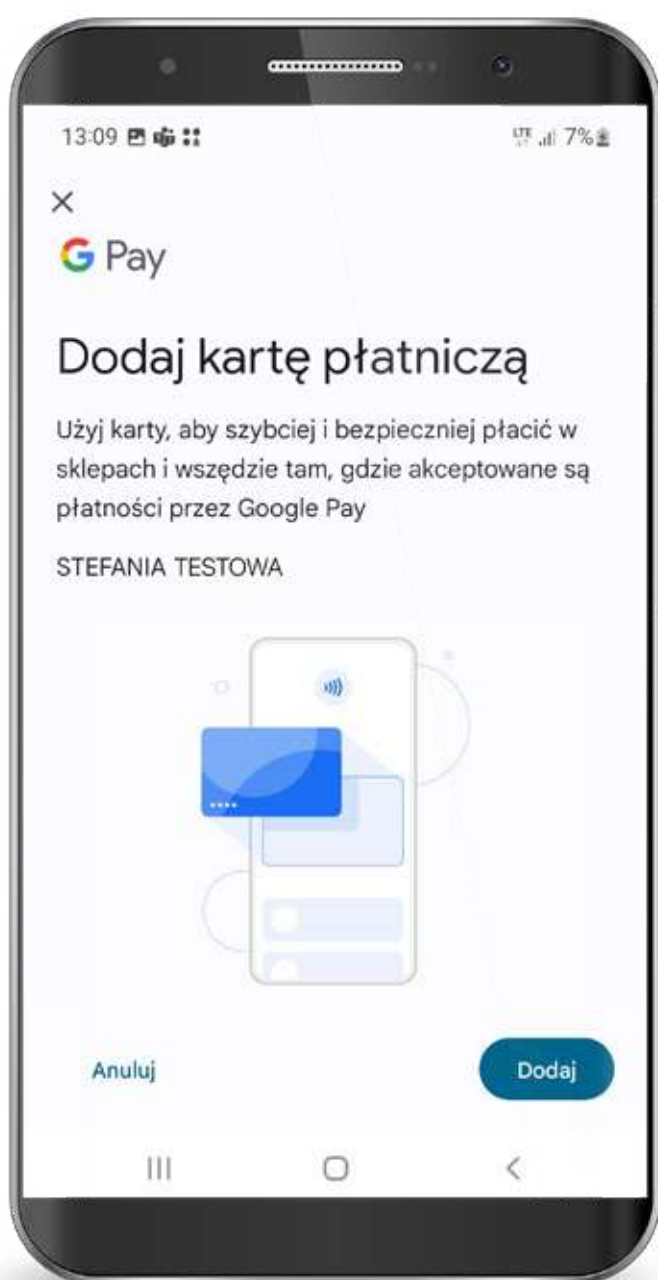 13:09
LTE 7%
G Pay
Dodaj kartę płatniczą
Użyj karty, aby szybciej i bezpieczniej płacić w
sklepach i wszędzie tam, gdzie akceptowane są
płatności przez Google Pay
STEFANIA TESTOWA
Anuluj
Dodaj